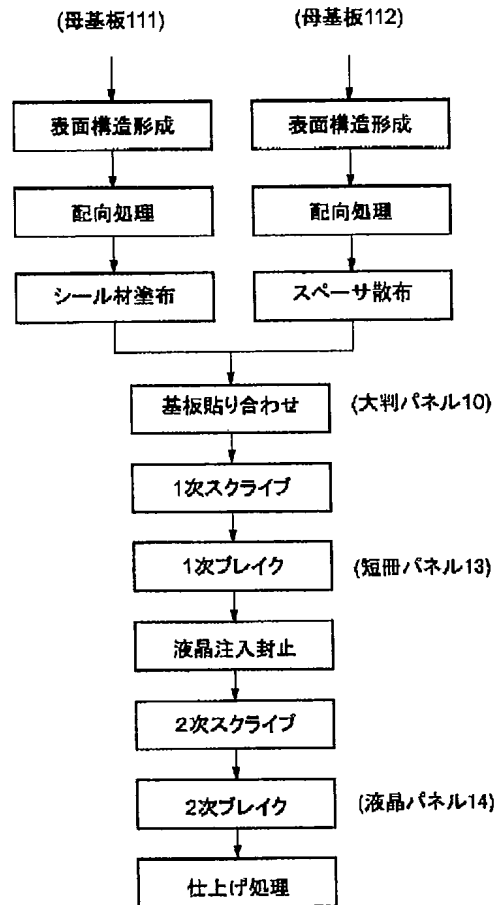 (母基板111)
(母基板112)
表面構造形成
表面構造形成
配向処理
配向処理
シール材塗布
スペーサ散布
基板貼り合わせ
(大判パネル10)
1次スクライブ
1次ブレイク
(短冊パネル13)
液晶注入封止
2次スクライブ
2次ブレイク
(液晶パネル14)
仕上げ処理